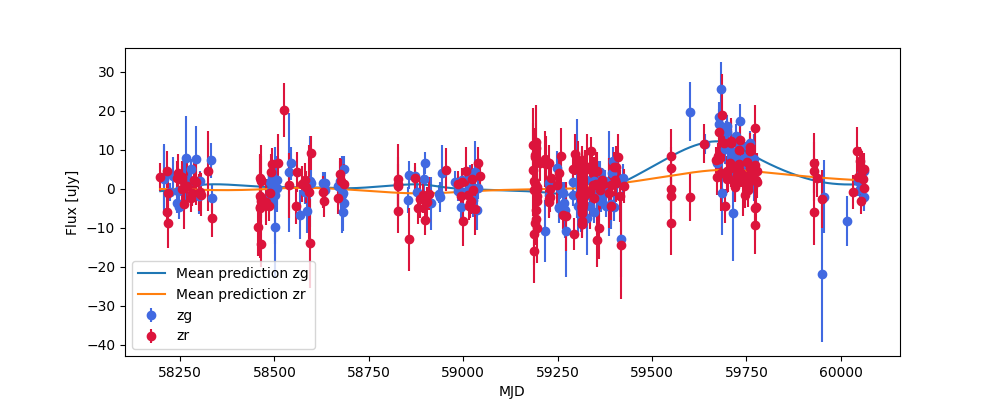 30
20
10
0
−10
−20
−30
−40
Flux [uJy]
58250 58500 58750 59000 59250 59500 59750 60000
MJD
Mean prediction zg
Mean prediction zr
zg
zr